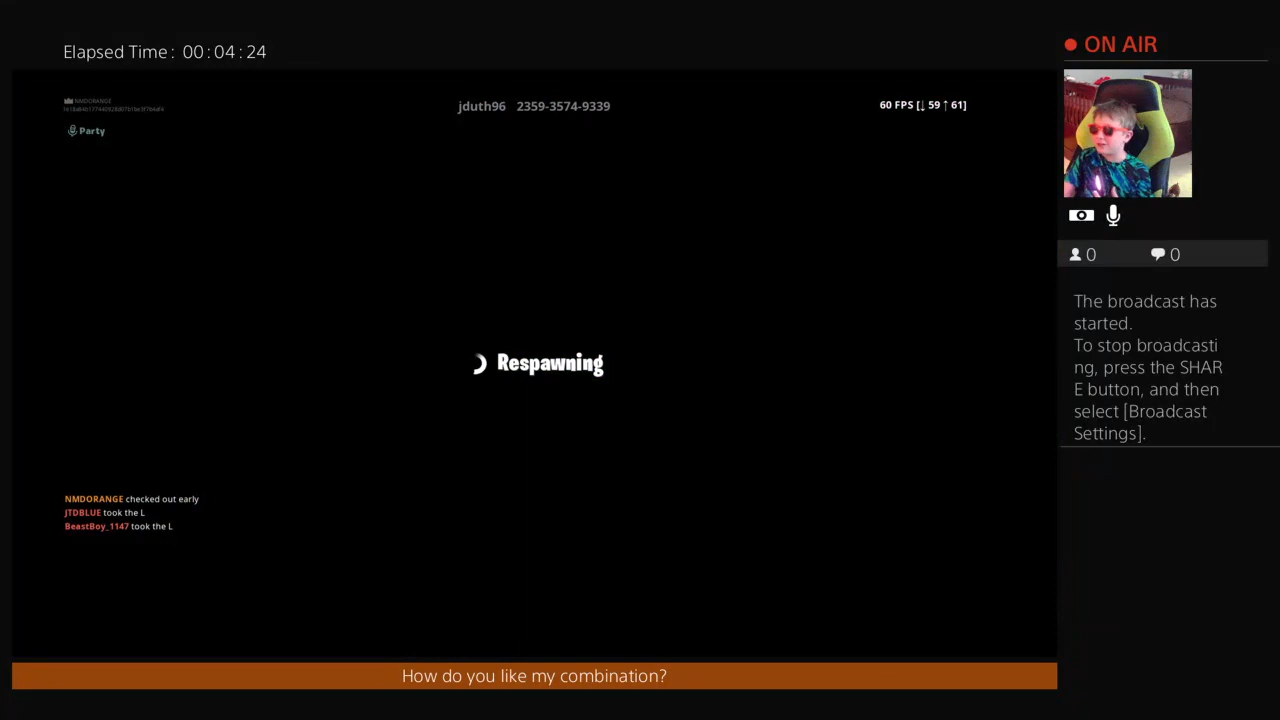 Elapsed Time: 00:04:24
ON AIR
NMDORANGE
jduth96 2359-3574-9339
60 FPS [↓ 59 ↑ 61]
Party
0 0
The broadcast has
started.
To stop broadcasti
ng, press the SHAR
E button, and then
select [Broadcast
Settings].
Respawning
NMDORANGE checked out early
JTDBLUE took the L
BeastBoy_1147 took the L
How do you like my combination?